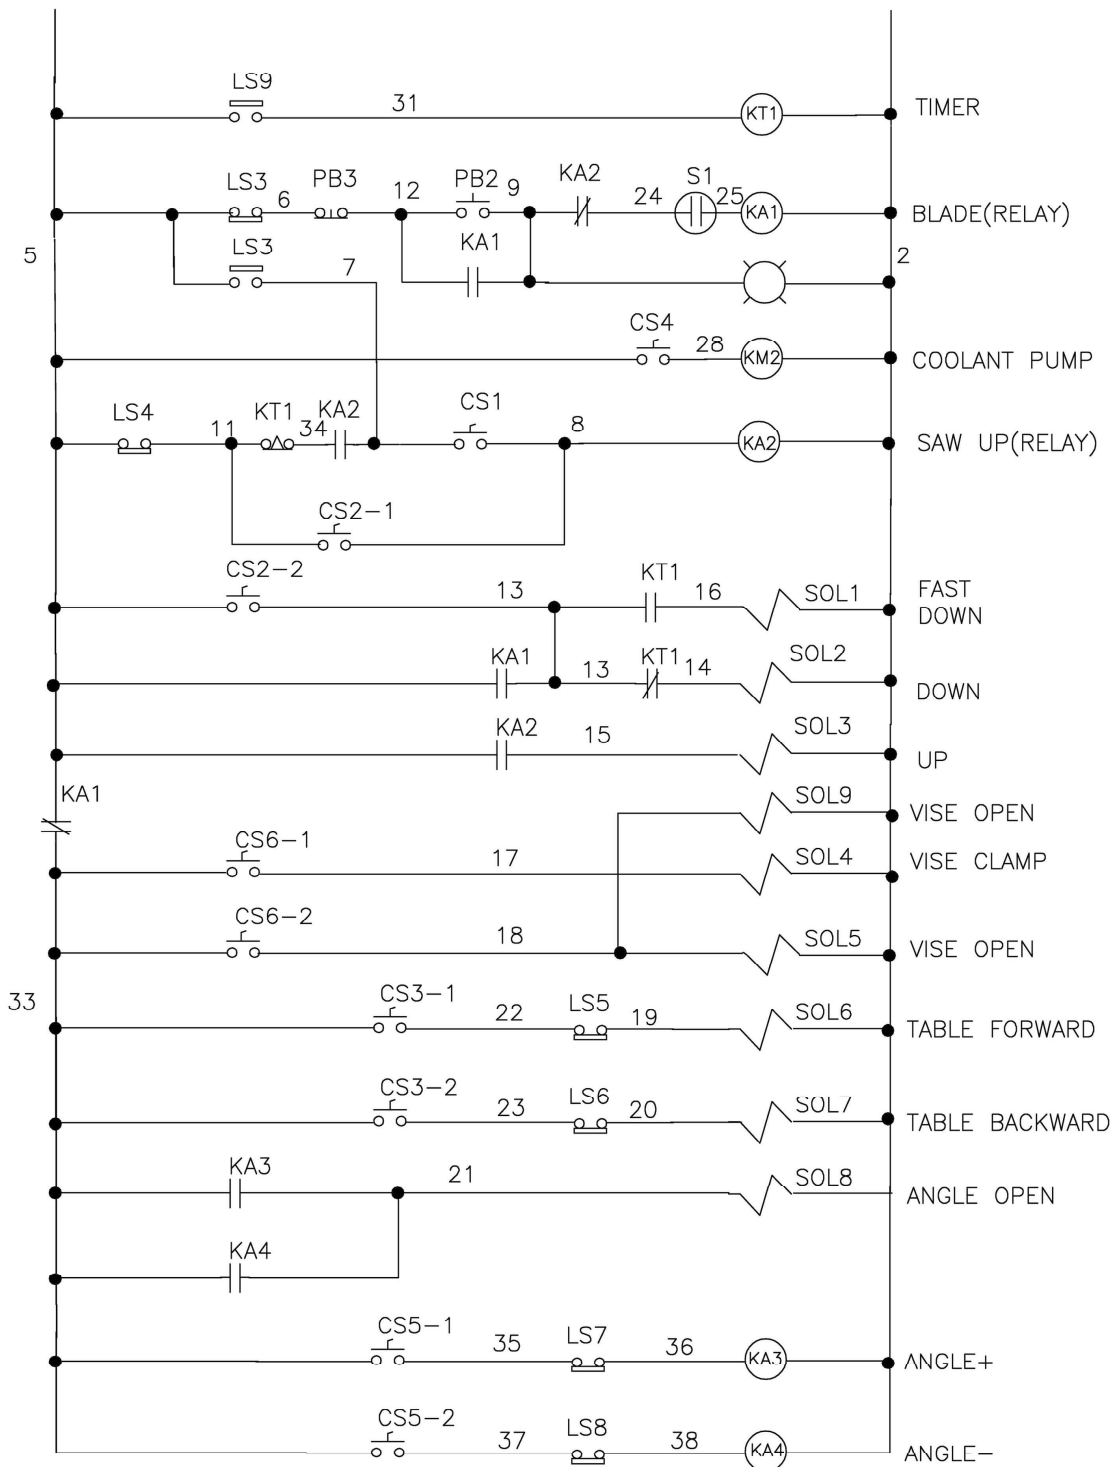 LS9
31
KT1
TIMER
LS3
6
PB3
12
PB2
9
KA2
24
S1
25
KA1
BLADE(RELAY)
5
LS3
7
KA1
2
CS4
28
KM2
COOLANT PUMP
LS4
11
KT1
34
KA2
CS1
8
KA2
SAW UP(RELAY)
CS2-1
CS2-2
13
KT1
16
SOL1
FAST
DOWN
KA1
13
KT1
14
SOL2
DOWN
KA2
15
SOL3
UP
KA1
SOL9
VISE OPEN
CS6-1
17
SOL4
VISE CLAMP
CS6-2
18
SOL5
VISE OPEN
33
CS3-1
22
LS5
19
SOL6
TABLE FORWARD
CS3-2
23
LS6
20
SOL7
TABLE BACKWARD
KA3
21
SOL8
ANGLE OPEN
KA4
CS5-1
35
LS7
36
KA3
ANGLE+
CS5-2
37
LS8
38
KA4
ANGLE-